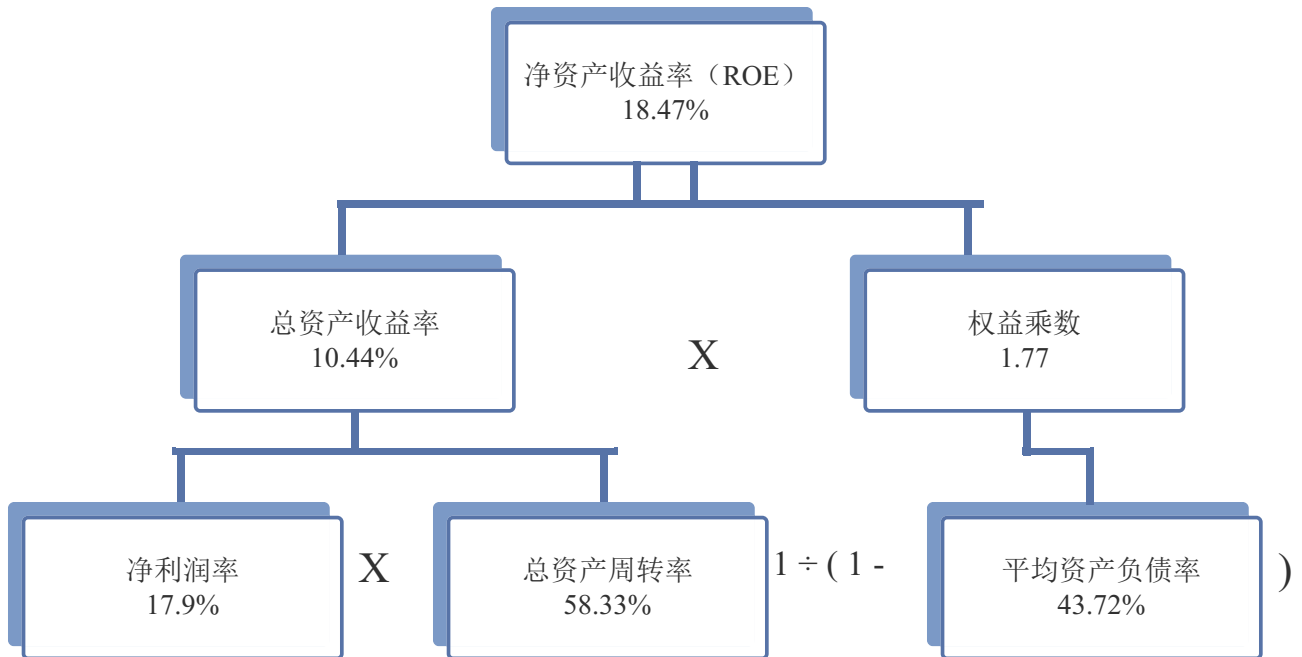 净资产收益率（ROE）
18.47%
总资产收益率
10.44%
X
权益乘数
1.77
净利润率
17.9%
X
总资产周转率
58.33%
1 ÷ ( 1 -
平均资产负债率
43.72%
)